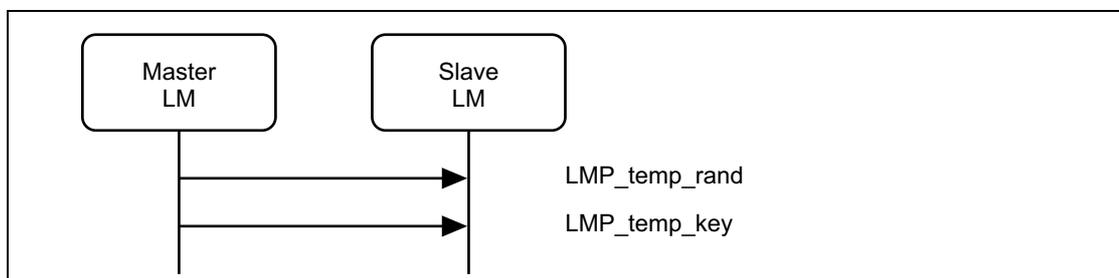 Master
LM
Slave
LM
LMP_temp_rand
LMP_temp_key